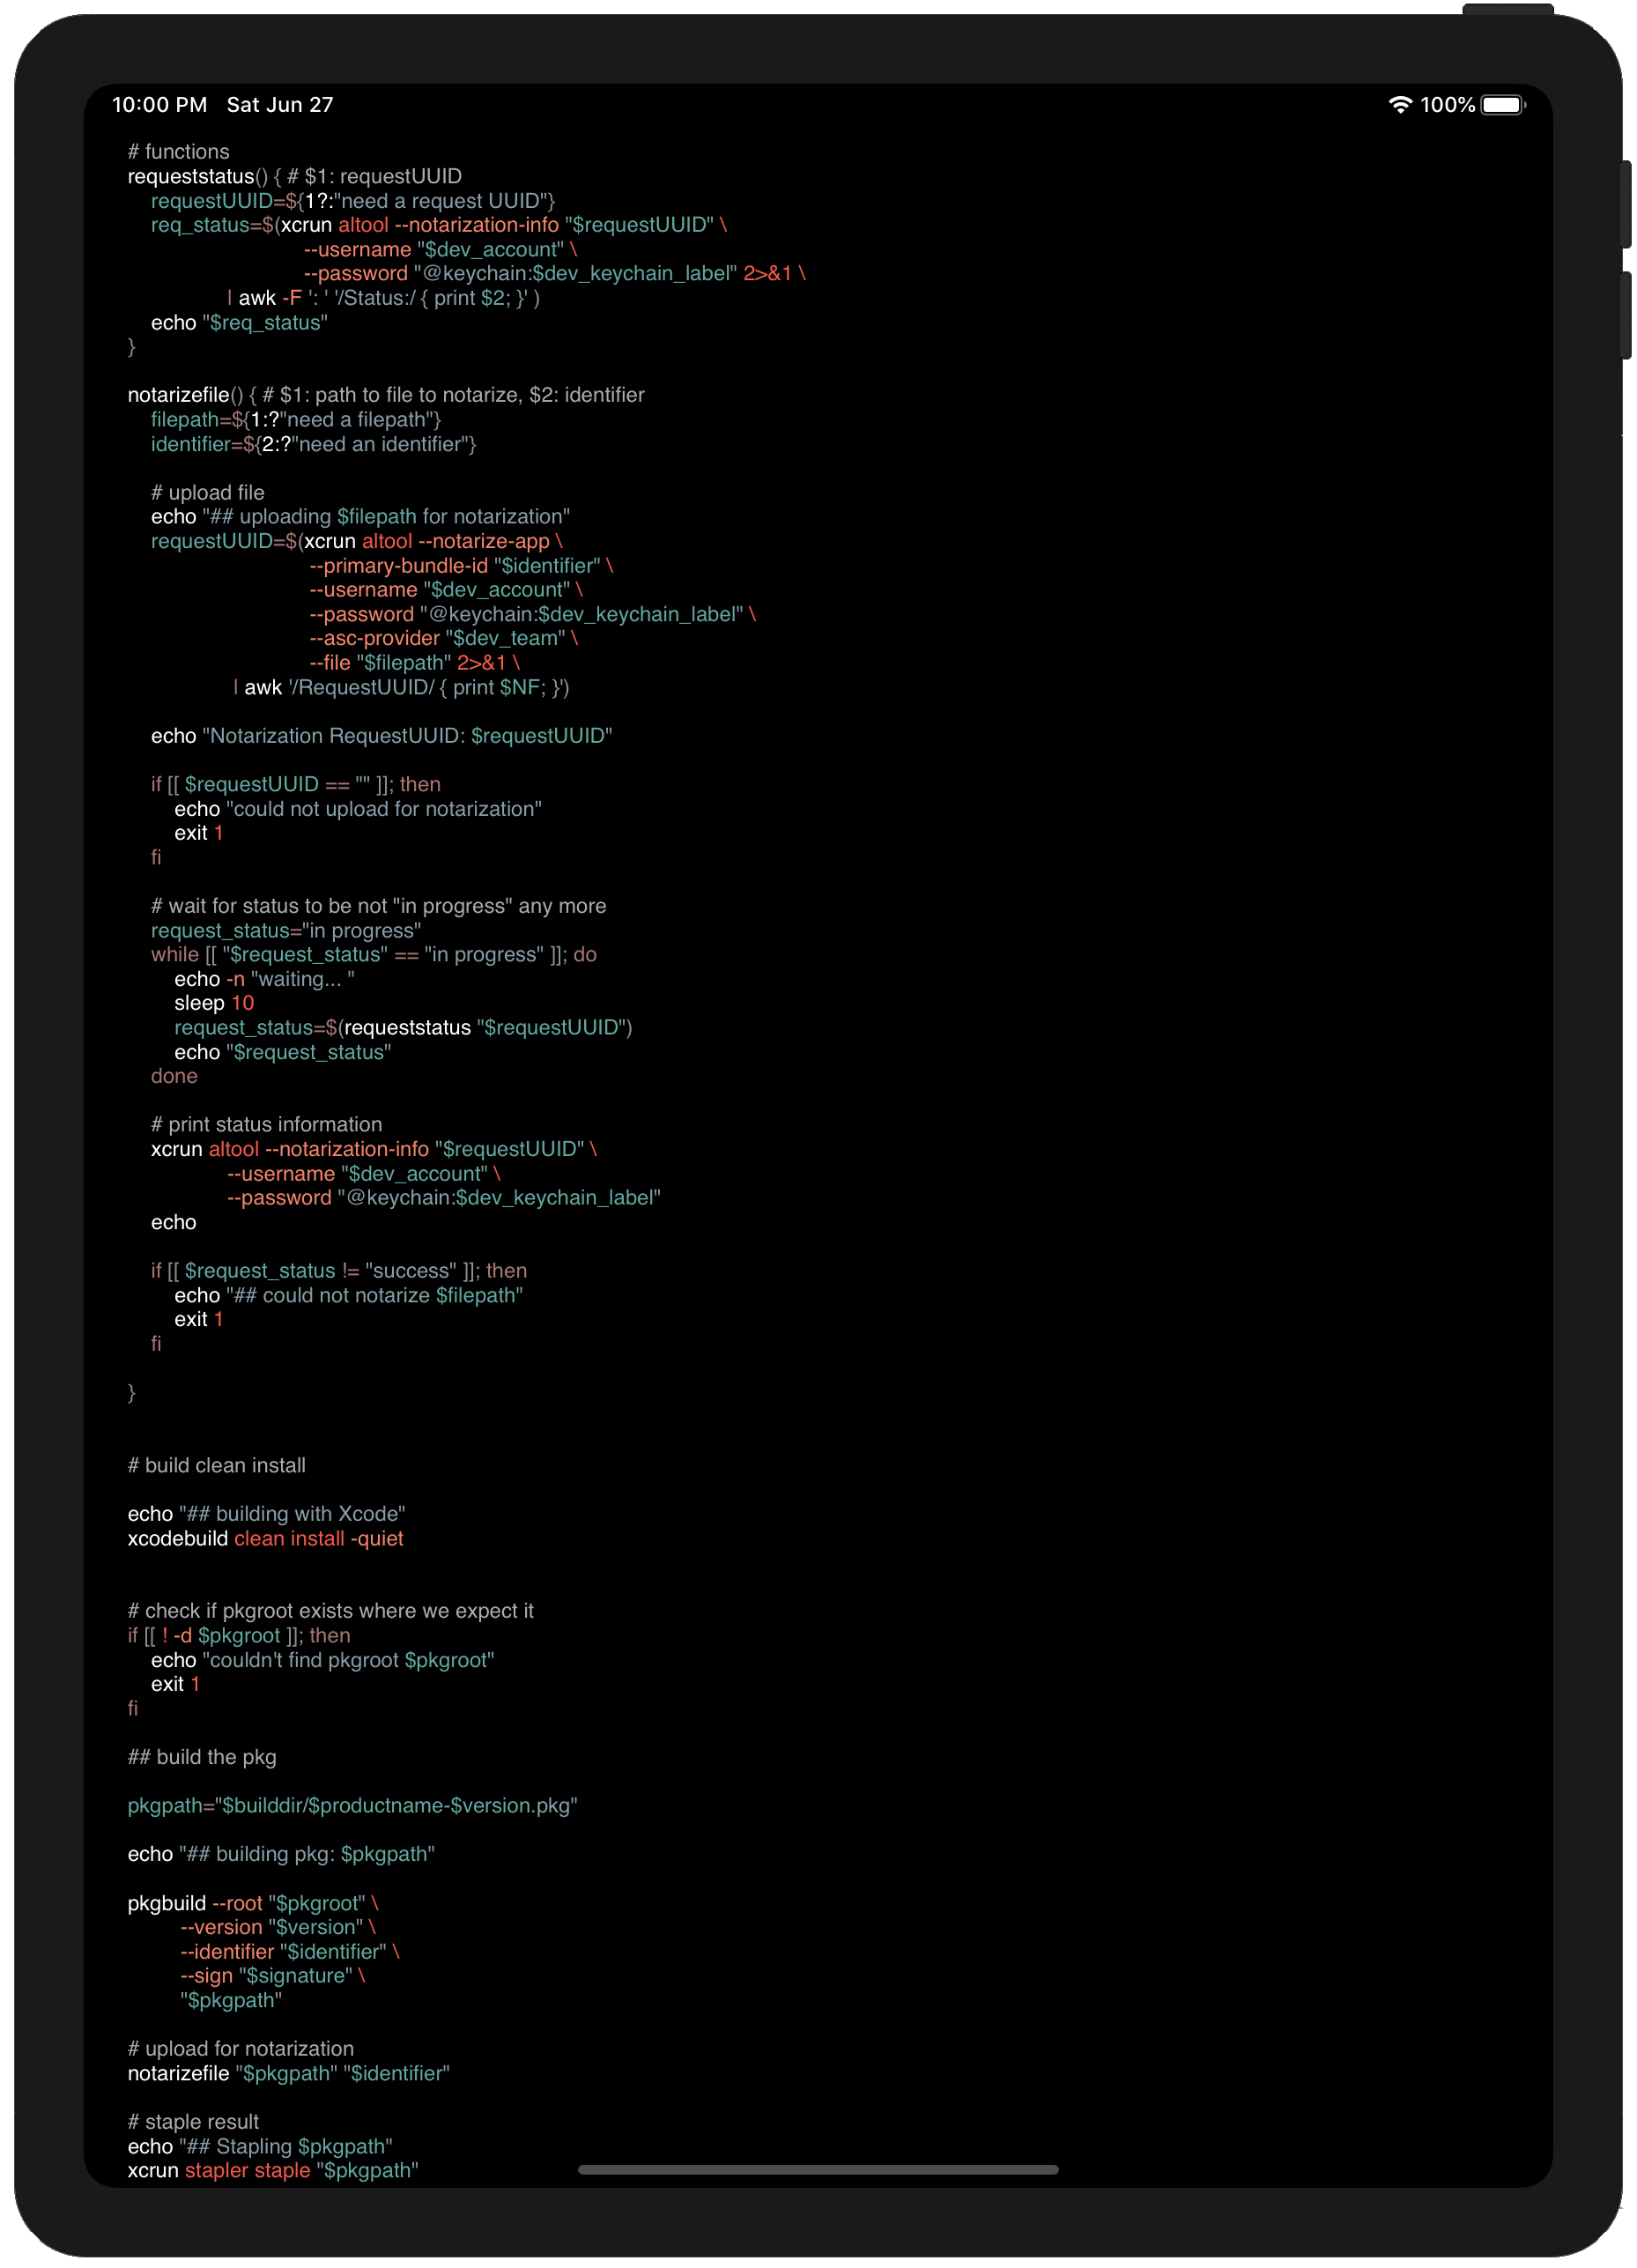 10:00 PM Sat Jun 27 100%
# functions
requeststatus() { # $1: requestUUID
    requestUUID=${1?:"need a request UUID"}
    req_status=$(xcrun altool --notarization-info "$requestUUID" \
                              --username "$dev_account" \
                              --password "@keychain:$dev_keychain_label" 2>&1 \
                 | awk -F ': ' '/Status:/ { print $2; }' )
    echo "$req_status"
}

notarizefile() { # $1: path to file to notarize, $2: identifier
    filepath=${1:?"need a filepath"}
    identifier=${2:?"need an identifier"}

    # upload file
    echo "## uploading $filepath for notarization"
    requestUUID=$(xcrun altool --notarize-app \
                               --primary-bundle-id "$identifier" \
                               --username "$dev_account" \
                               --password "@keychain:$dev_keychain_label" \
                               --asc-provider "$dev_team" \
                               --file "$filepath" 2>&1 \
                  | awk '/RequestUUID/ { print $NF; }')

    echo "Notarization RequestUUID: $requestUUID"

    if [[ $requestUUID == "" ]]; then
        echo "could not upload for notarization"
        exit 1
    fi

    # wait for status to be not "in progress" any more
    request_status="in progress"
    while [[ "$request_status" == "in progress" ]]; do
        echo -n "waiting... "
        sleep 10
        request_status=$(requeststatus "$requestUUID")
        echo "$request_status"
    done

    # print status information
    xcrun altool --notarization-info "$requestUUID" \
                 --username "$dev_account" \
                 --password "@keychain:$dev_keychain_label"
    echo

    if [[ $request_status != "success" ]]; then
        echo "## could not notarize $filepath"
        exit 1
    fi

}

# build clean install

echo "## building with Xcode"
xcodebuild clean install -quiet

# check if pkgroot exists where we expect it
if [[ ! -d $pkgroot ]]; then
    echo "couldn't find pkgroot $pkgroot"
    exit 1
fi

## build the pkg

pkgpath="$builddir/$productname-$version.pkg"

echo "## building pkg: $pkgpath"

pkgbuild --root "$pkgroot" \
         --version "$version" \
         --identifier "$identifier" \
         --sign "$signature" \
         "$pkgpath"

# upload for notarization
notarizefile "$pkgpath" "$identifier"

# staple result
echo "## Stapling $pkgpath"
xcrun stapler staple "$pkgpath"